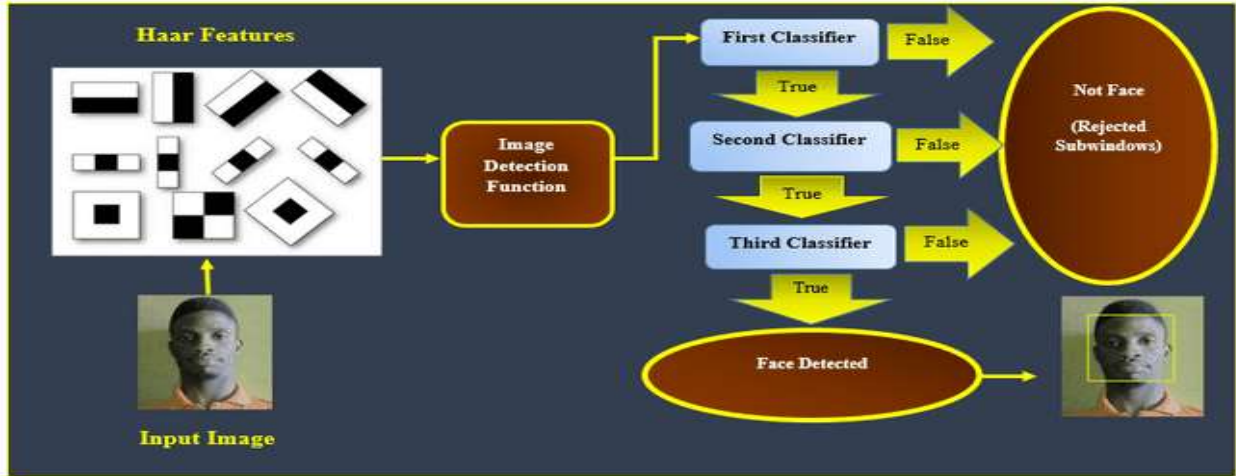 Haar Features
Input Image
Image
Detection
Function
First Classifier
False
True
Second Classifier
False
True
Third Classifier
False
True
Not Face
(Rejected
Subwindows)
Face Detected